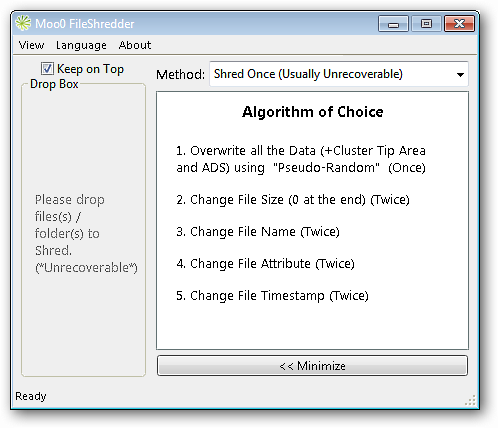 Moo0 FileShredder
View Language About
Keep on Top
Method: Shred Once (Usually Unrecoverable)
Drop Box
Please drop
files(s) /
folder(s) to
Shred.
(*Unrecoverable*)
Algorithm of Choice
1. Overwrite all the Data (+Cluster Tip Area
and ADS) using "Pseudo-Random" (Once)
2. Change File Size (0 at the end) (Twice)
3. Change File Name (Twice)
4. Change File Attribute (Twice)
5. Change File Timestamp (Twice)
<< Minimize
Ready